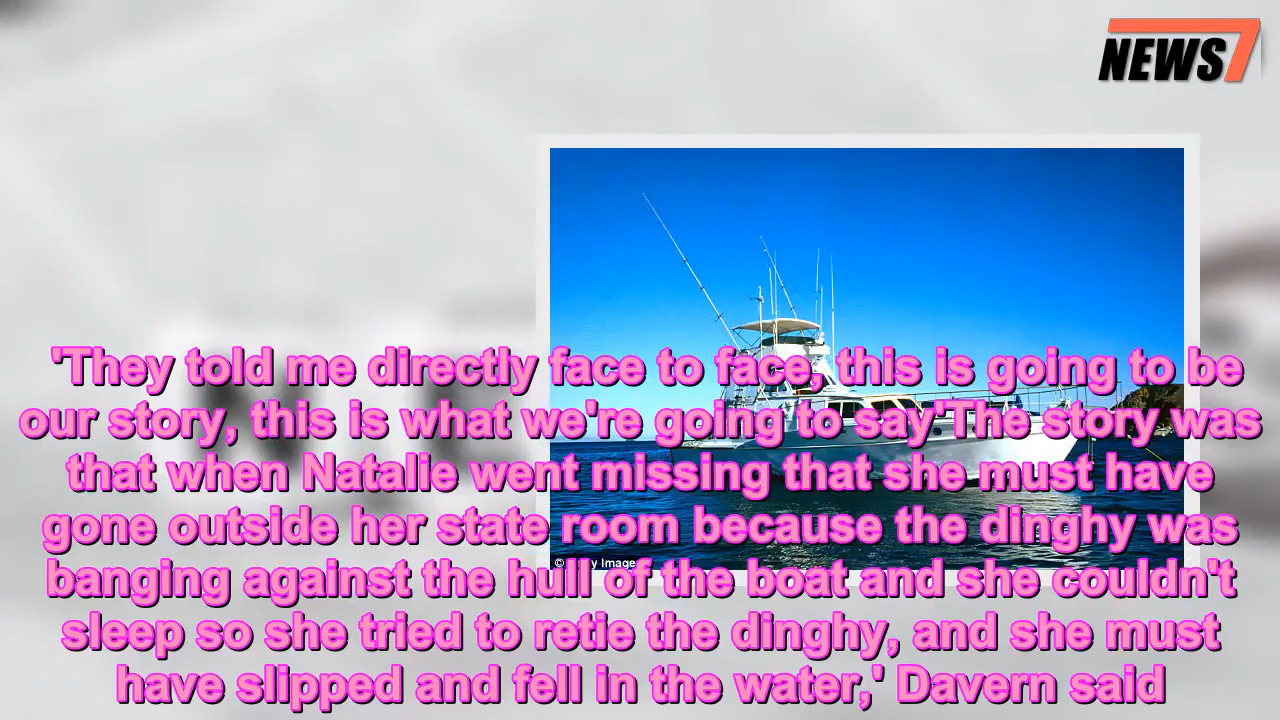 NEWS7
'They told me directly face to face, this is going to be
our story, this is what we're going to say'The story was
that when Natalie went missing that she must have
gone outside her state room because the dinghy was
banging against the hull of the boat and she couldn't
sleep so she tried to retie the dinghy, and she must
have slipped and fell in the water,' Davern said
© Image